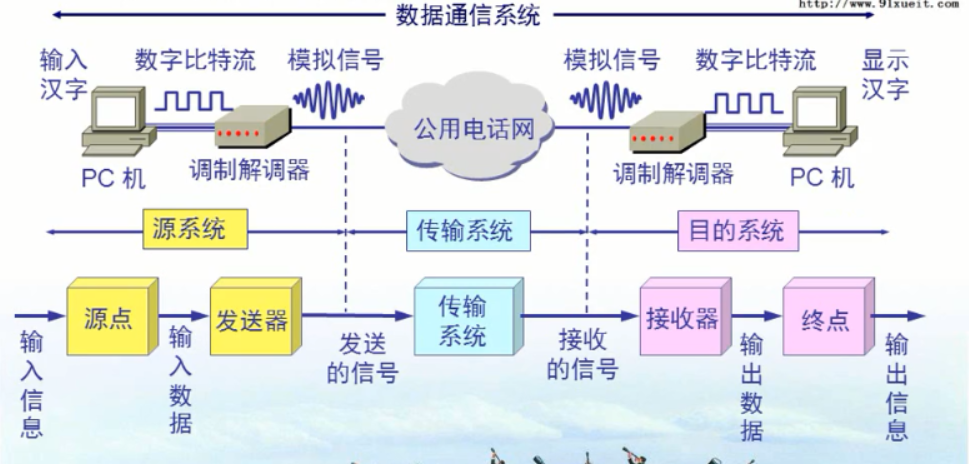 http://www.91xueit.com
数据通信系统
输入
汉字
数字比特流
模拟信号
模拟信号
数字比特流
显示
汉字
公用电话网
PC 机
调制解调器
调制解调器
PC 机
源系统
传输系统
目的系统
源点
发送器
传输
系统
接收器
终点
输入信息
输入数据
发送
的信号
接收
的信号
输出数据
输出信息